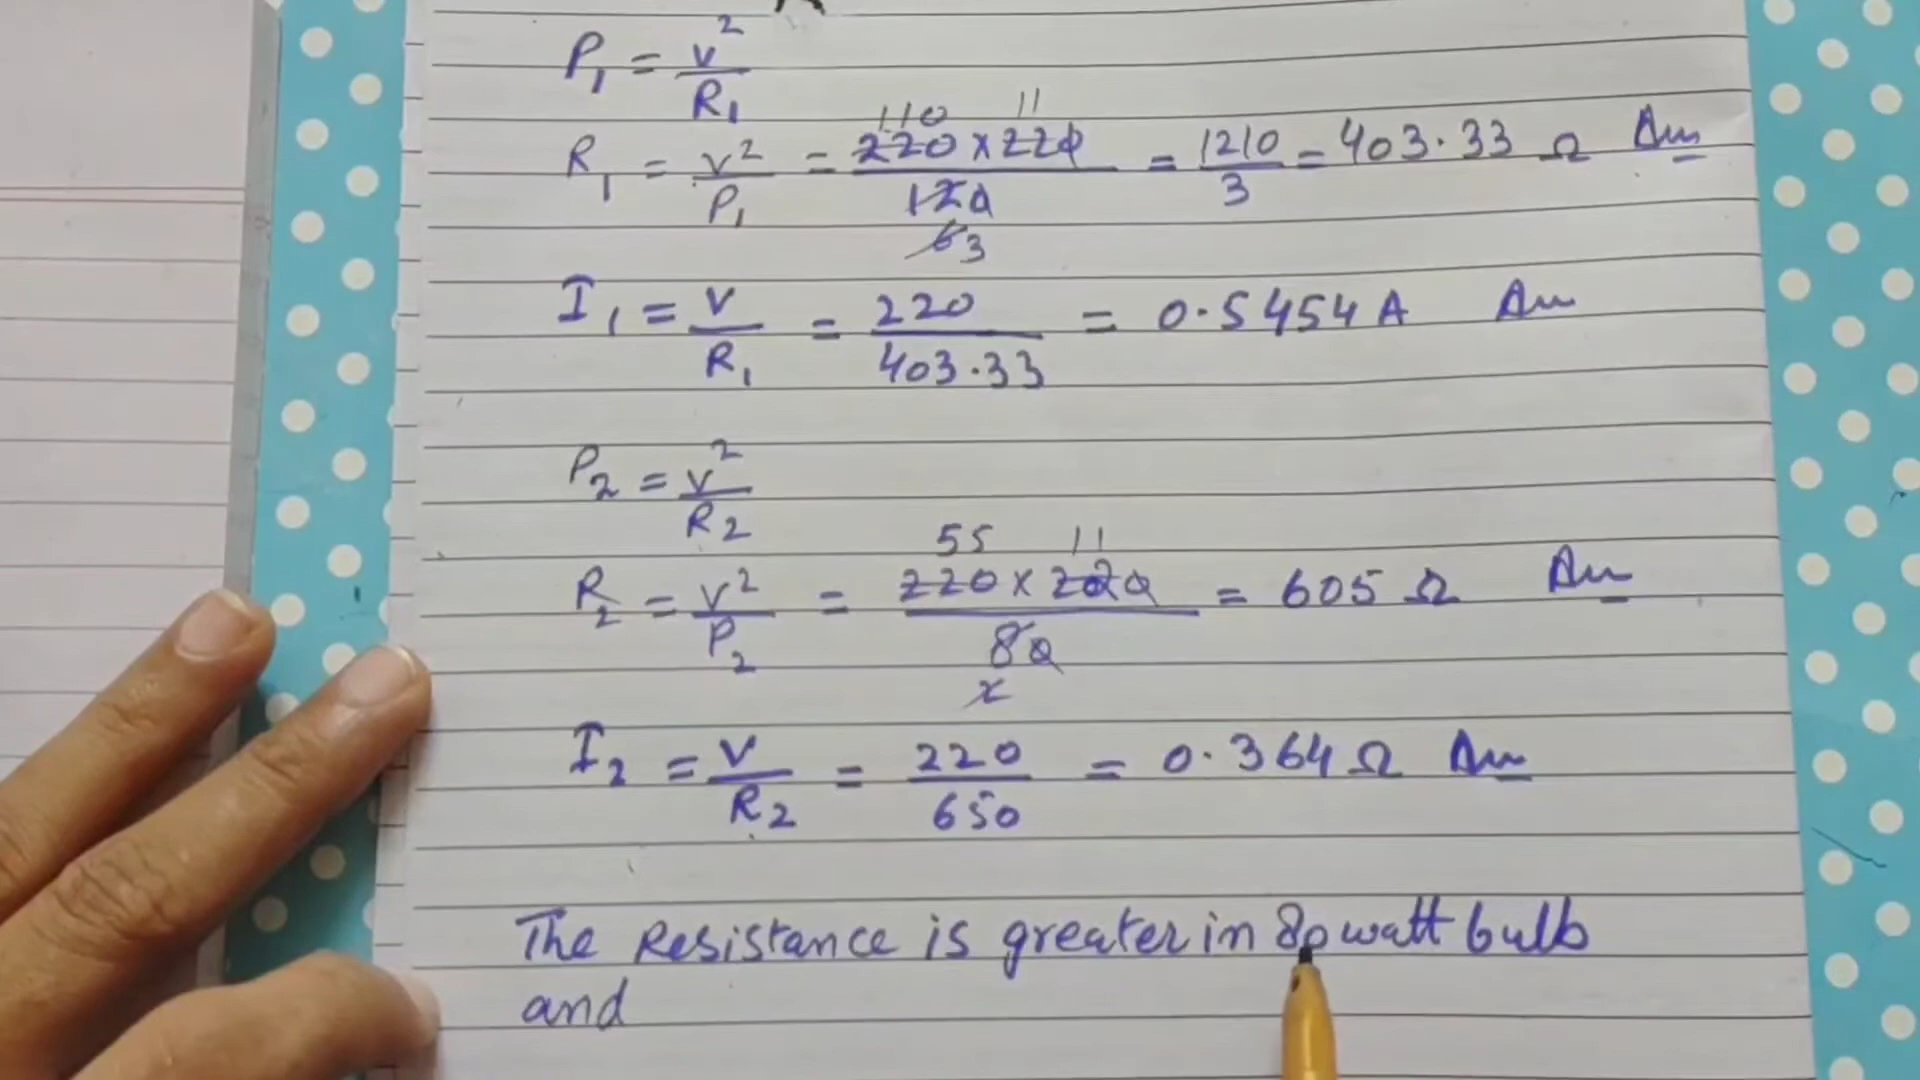 P₁ = v²/R₁
R₁ = v²/P₁ = 220 x 220/120 = 1210/3 = 403.33 Ω Ans
110 11
63
I₁ = V/R₁ = 220/403.33 = 0.5454 A Ans
P₂ = v²/R₂
55 11
R₂ = v²/P₂ = 220 x 220/80 = 605 Ω Ans
I₂ = V/R₂ = 220/650 = 0.364 Ω Ans
The Resistance is greater in 80 watt bulb
and